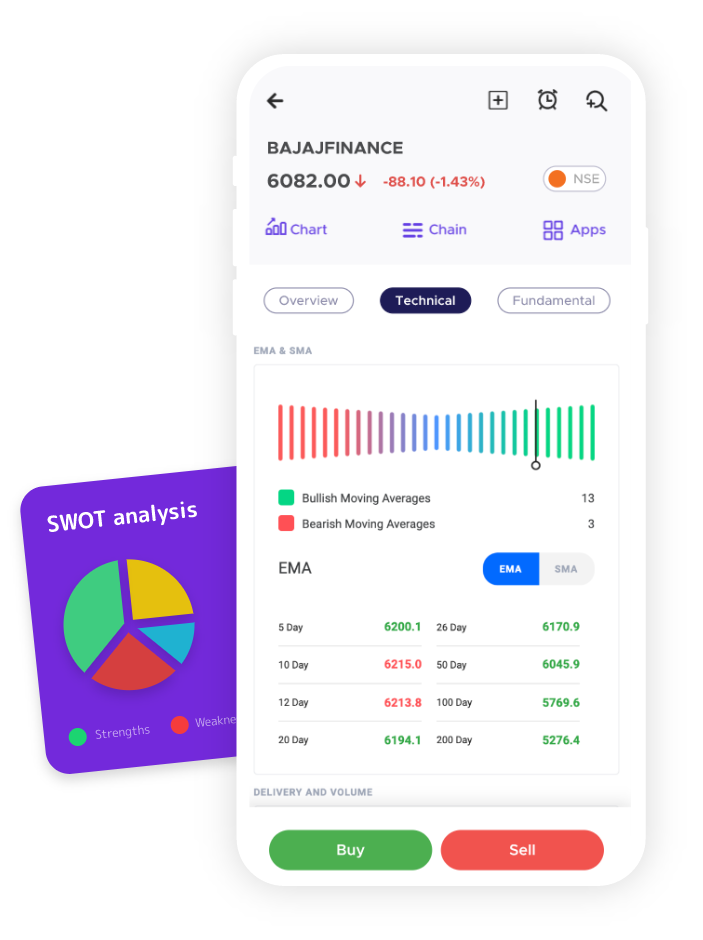 BAJAJFINANCE
6082.00 -88.10 (-1.43%) NSE
Chart Chain Apps
Overview Technical Fundamental
EMA & SMA
Bullish Moving Averages 13
Bearish Moving Averages 3
EMA EMA SMA
5 Day 6200.1 26 Day 6170.9
10 Day 6215.0 50 Day 6045.9
12 Day 6213.8 100 Day 5769.6
20 Day 6194.1 200 Day 5276.4
DELIVERY AND VOLUME
Buy Sell
SWOT analysis
Strengths Weakne